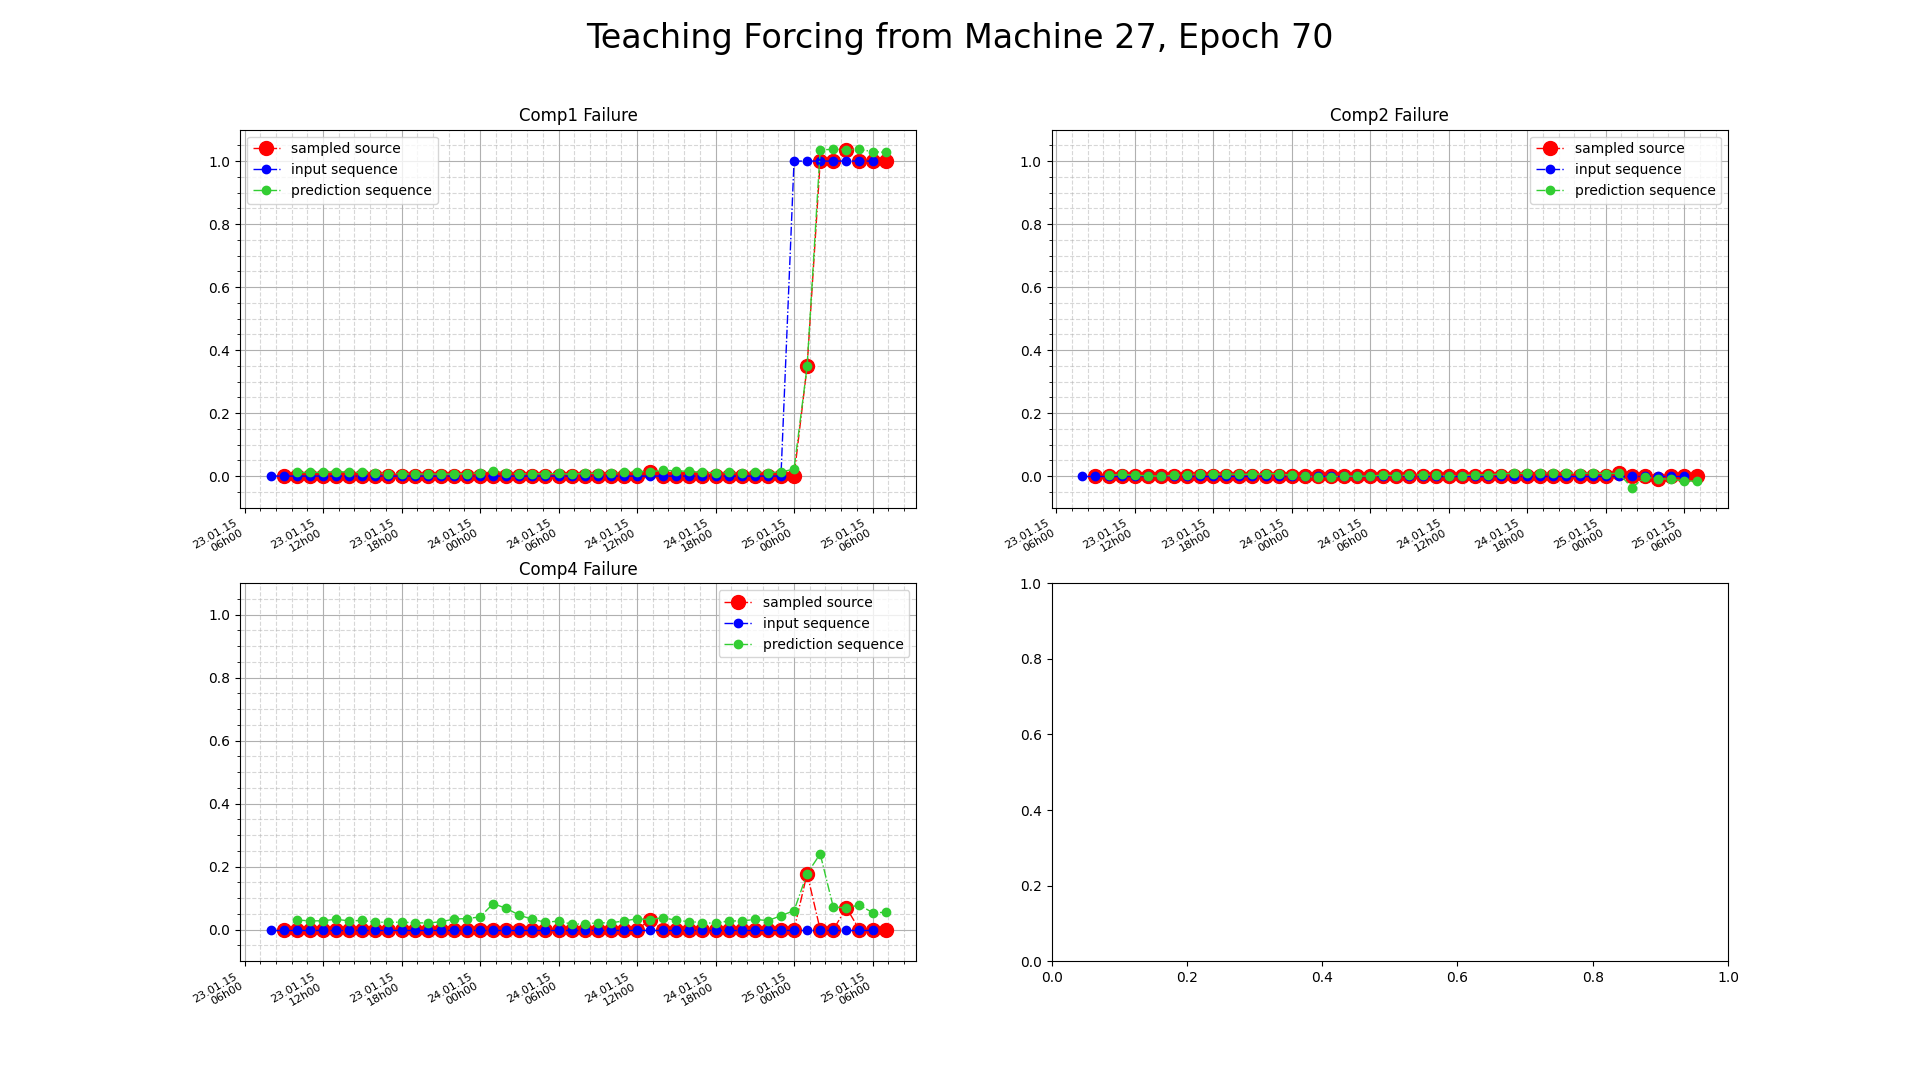 Teaching Forcing from Machine 27, Epoch 70
Comp1 Failure
sampled source
input sequence
prediction sequence
1.0
0.8
0.6
0.4
0.2
0.0
23.01.15
06h00
23.01.15
12h00
23.01.15
18h00
24.01.15
00h00
24.01.15
06h00
24.01.15
12h00
24.01.15
18h00
25.01.15
00h00
25.01.15
06h00
Comp2 Failure
sampled source
input sequence
prediction sequence
1.0
0.8
0.6
0.4
0.2
0.0
23.01.15
06h00
23.01.15
12h00
23.01.15
18h00
24.01.15
00h00
24.01.15
06h00
24.01.15
12h00
24.01.15
18h00
25.01.15
00h00
25.01.15
06h00
Comp4 Failure
sampled source
input sequence
prediction sequence
1.0
0.8
0.6
0.4
0.2
0.0
23.01.15
06h00
23.01.15
12h00
23.01.15
18h00
24.01.15
00h00
24.01.15
06h00
24.01.15
12h00
24.01.15
18h00
25.01.15
00h00
25.01.15
06h00
1.0
0.8
0.6
0.4
0.2
0.0
0.0 0.2 0.4 0.6 0.8 1.0